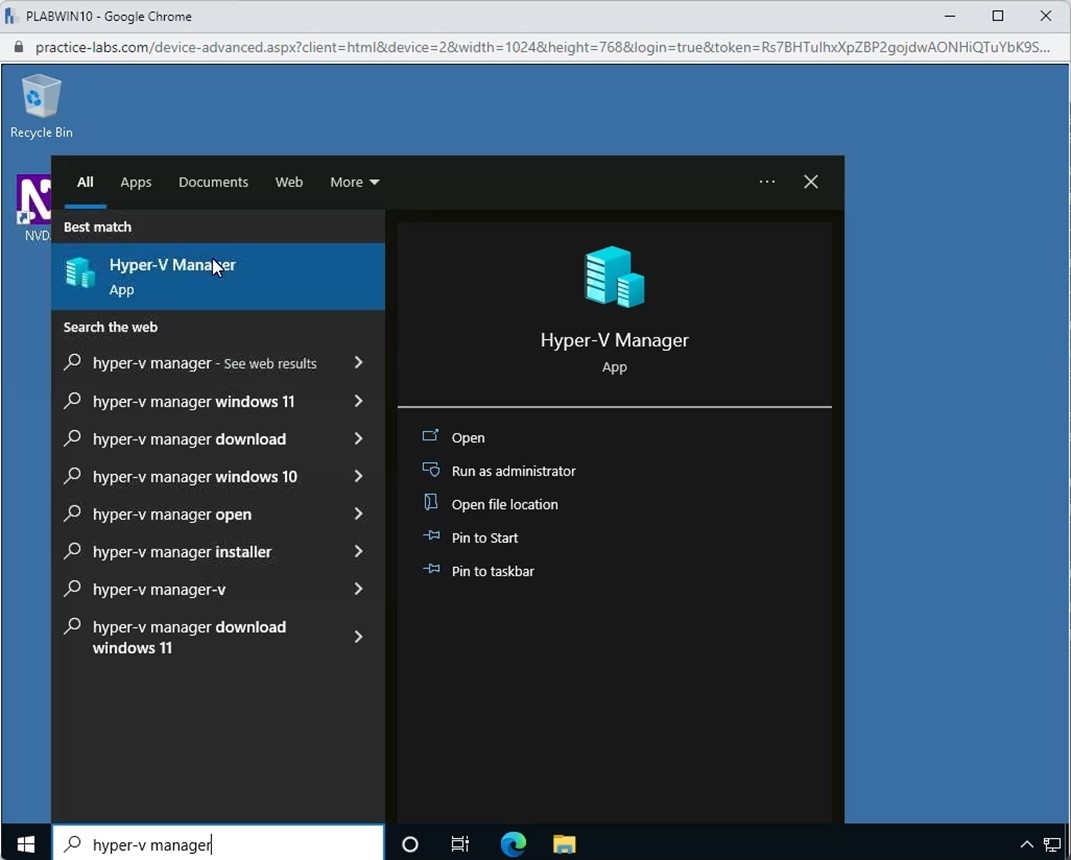 PLABWIN10 - Google Chrome
practice-labs.com/device-advanced.aspx?client=html&device=2&width=1024&height=768&login=true&token=Rs7BHTulhxXpZBP2gojdwAONHiQTuYbK9S...
Recycle Bin
NVD
All Apps Documents Web More
Best match
Hyper-V Manager
App
Search the web
hyper-v manager - See web results
hyper-v manager windows 11
hyper-v manager download
hyper-v manager windows 10
hyper-v manager open
hyper-v manager installer
hyper-v manager-v
hyper-v manager download
windows 11
Hyper-V Manager
App
Open
Run as administrator
Open file location
Pin to Start
Pin to taskbar
hyper-v manager